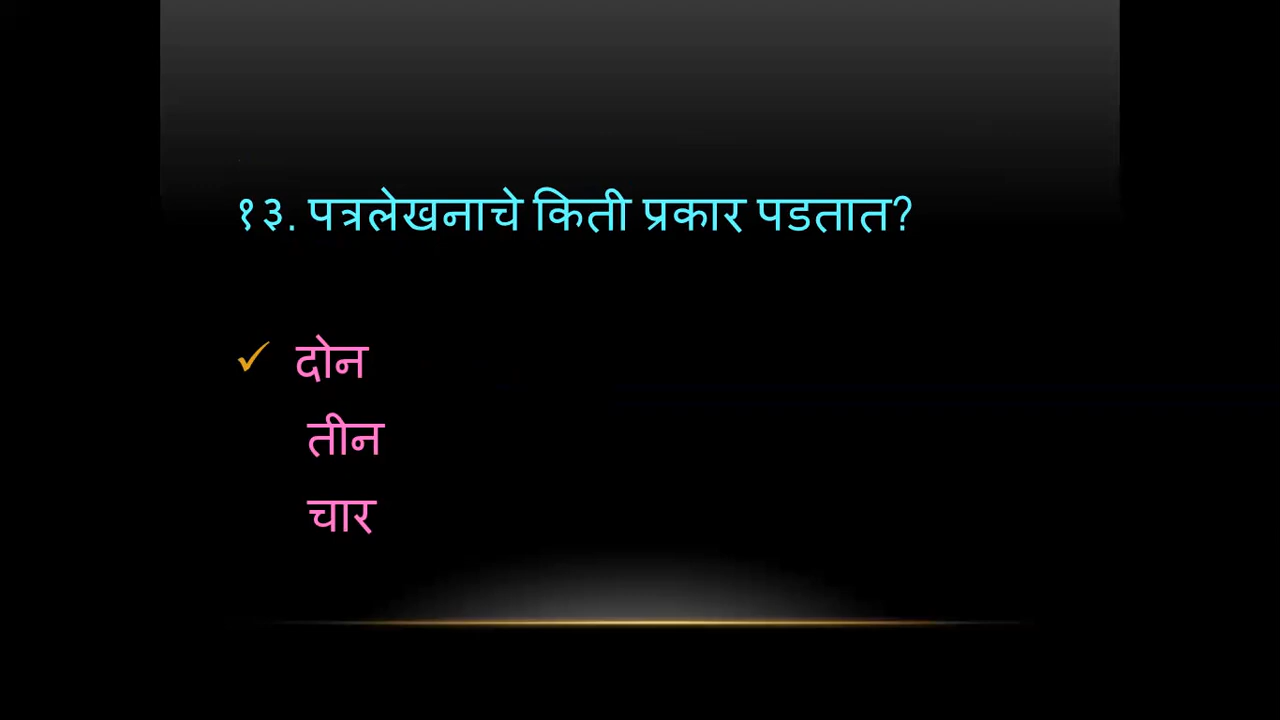 १३. पत्रलेखनाचे किती प्रकार पडतात?
✓ दोन
तीन
चार